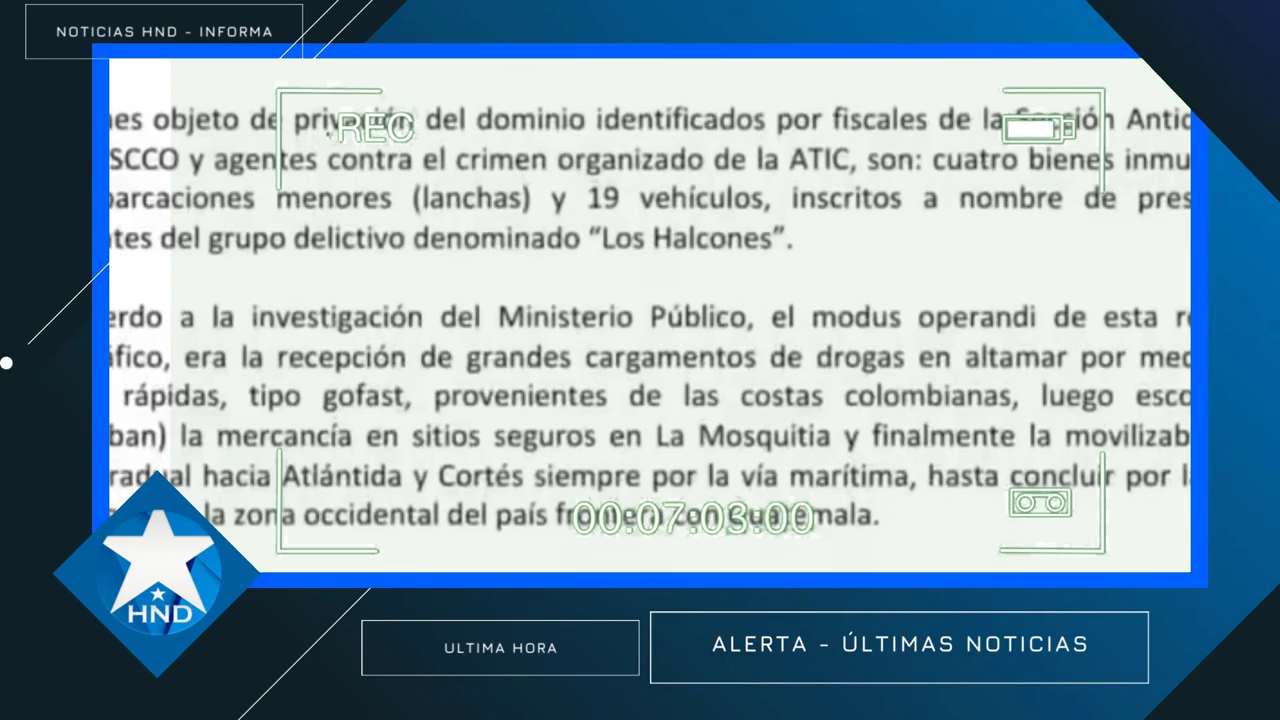 NOTICIAS HND - INFORMA
REC
nes objeto de privación del dominio identificados por fiscales de la Sección Antid
SCCO y agentes contra el crimen organizado de la ATIC, son: cuatro bienes inmu
barcaciones menores (lanchas) y 19 vehículos, inscritos a nombre de pres
ntes del grupo delictivo denominado “Los Halcones”.
erdo a la investigación del Ministerio Público, el modus operandi de esta r
áfico, era la recepción de grandes cargamentos de drogas en altamar por med
rápidas, tipo gofast, provenientes de las costas colombianas, luego esco
ban) la mercancía en sitios seguros en La Mosquitia y finalmente la movilizab
radual hacia Atlántida y Cortés siempre por la vía marítima, hasta concluir por la
la zona occidental del país frontera con Guatemala.
00:07:03:00
HND
ULTIMA HORA
ALERTA - ÚLTIMAS NOTICIAS